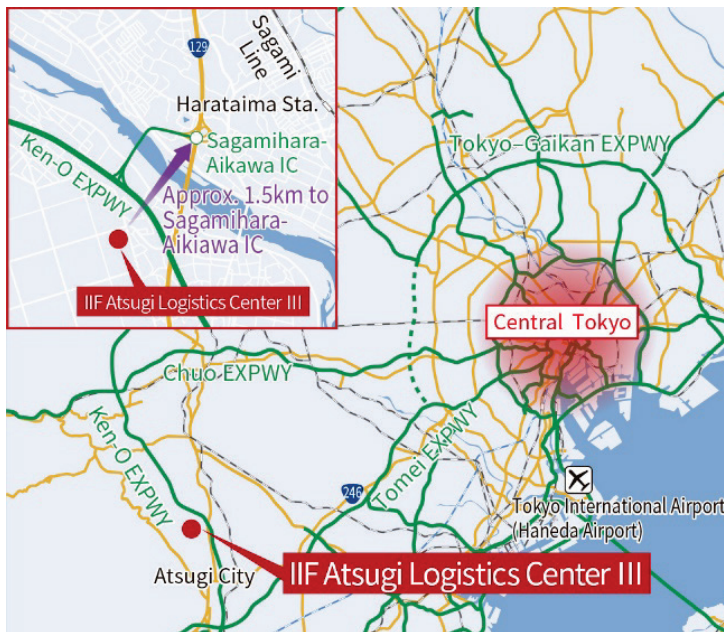 129
Sagami
Line
Harataima Sta.
Sagamihara-
Aikawa IC
Ken-O EXPWY
Approx. 1.5km to
Sagamihara-
Aikiawa IC
IIF Atsugi Logistics Center III
Tokyo-Gaikan EXPWY
Central Tokyo
Chuo EXPWY
Ken-O EXPWY
Tomei EXPWY
246
Tokyo International Airport
(Haneda Airport)
Atsugi City
IIF Atsugi Logistics Center III